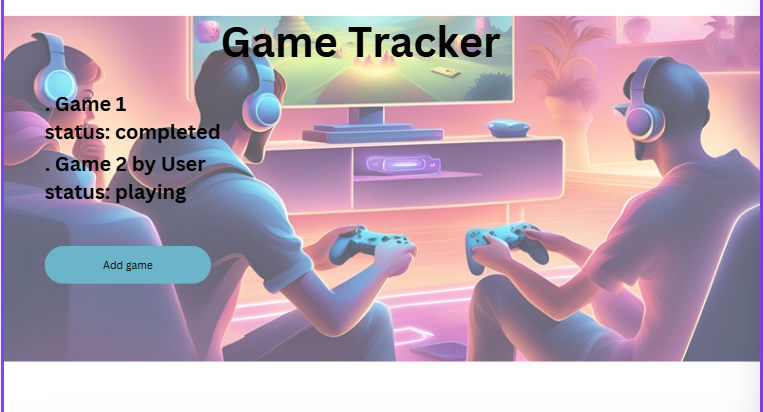 Game Tracker
. Game 1
status: completed
. Game 2 by User
status: playing
Add game